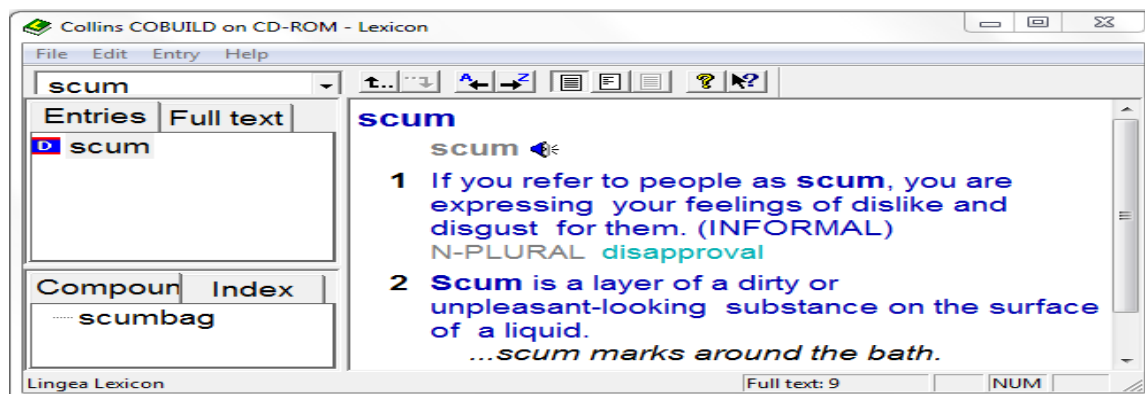 Collins COBUILD on CD-ROM - Lexicon
File Edit Entry Help
scum
Entries Full text
D scum
Compoun Index
scumbag
scum
scum
1 If you refer to people as scum, you are
expressing your feelings of dislike and
disgust for them. (INFORMAL)
N-PLURAL disapproval
2 Scum is a layer of a dirty or
unpleasant-looking substance on the surface
of a liquid.
...scum marks around the bath.
Lingea Lexicon Full text: 9 NUM